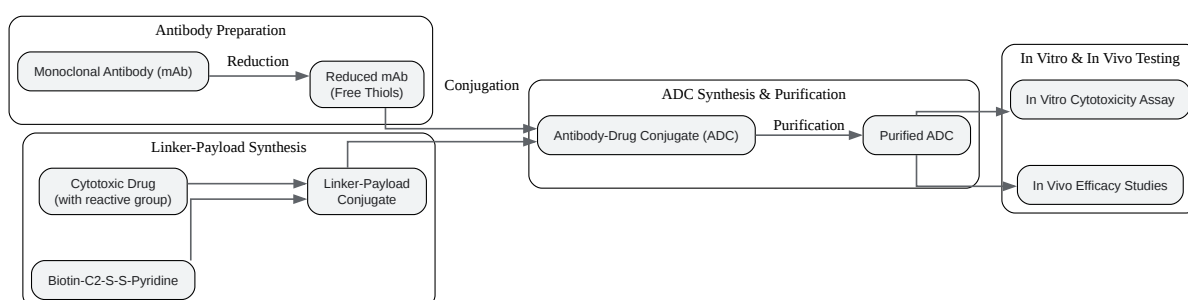 Antibody Preparation
Monoclonal Antibody (mAb)
Reduction
Reduced mAb
(Free Thiols)
Linker-Payload Synthesis
Cytotoxic Drug
(with reactive group)
Linker-Payload
Conjugate
Biotin-C2-S-S-Pyridine
Conjugation
ADC Synthesis & Purification
Antibody-Drug Conjugate (ADC)
Purification
Purified ADC
In Vitro & In Vivo Testing
In Vitro Cytotoxicity Assay
In Vivo Efficacy Studies